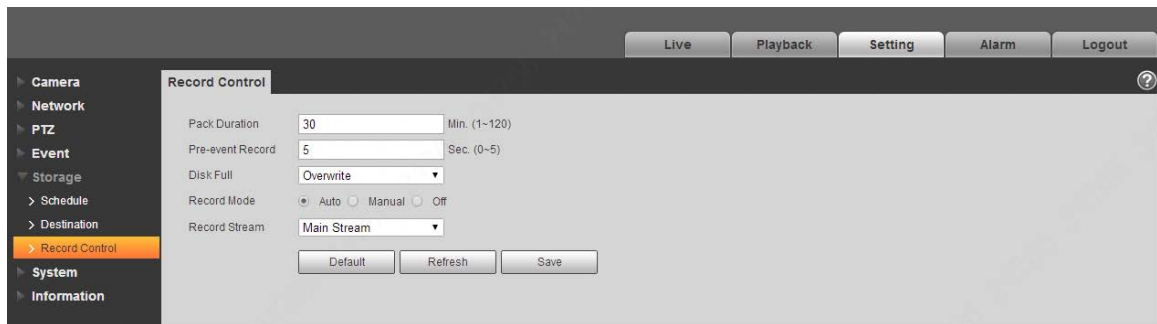 Live Playback Setting Alarm Logout
Camera
Network
PTZ
Event
Storage
Schedule
Destination
Record Control
System
Information
Record Control
Pack Duration 30 Min. (1~120)
Pre-event Record 5 Sec. (0~5)
Disk Full Overwrite
Record Mode Auto Manual Off
Record Stream Main Stream
Default Refresh Save